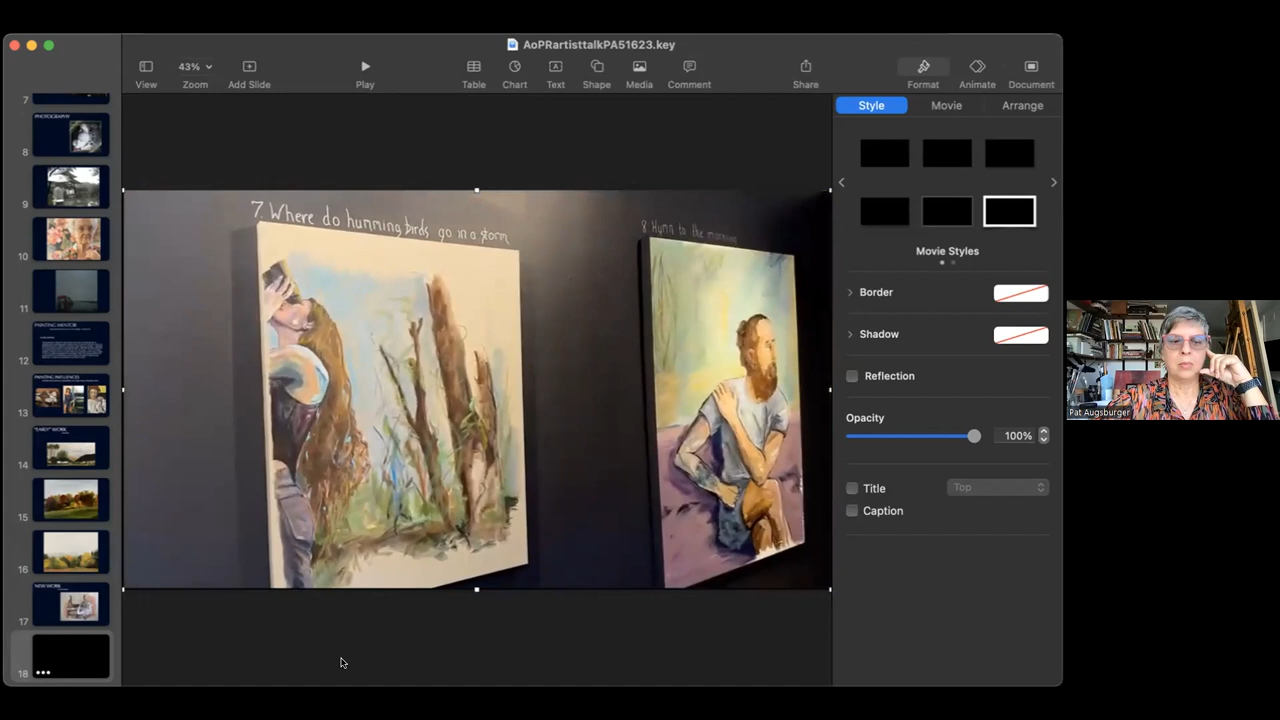 AoPRartisttalkPA51623.key
43%
View
Zoom
Add Slide
Play
Table
Chart
Text
Shape
Media
Comment
Share
Format
Animate
Document
7
PHOTOGRAPHY
8
9
10
11
PAINTING MENTOR
12
PAINTING INFLUENCES
13
"EARLY" WORK
14
15
16
NEW WORK
17
18
7. Where do humming birds go in a storm
8 Hymn to the morning
Style
Movie
Arrange
Movie Styles
Border
Shadow
Reflection
Opacity
100%
Title
Top
Caption
Pat Augsburger